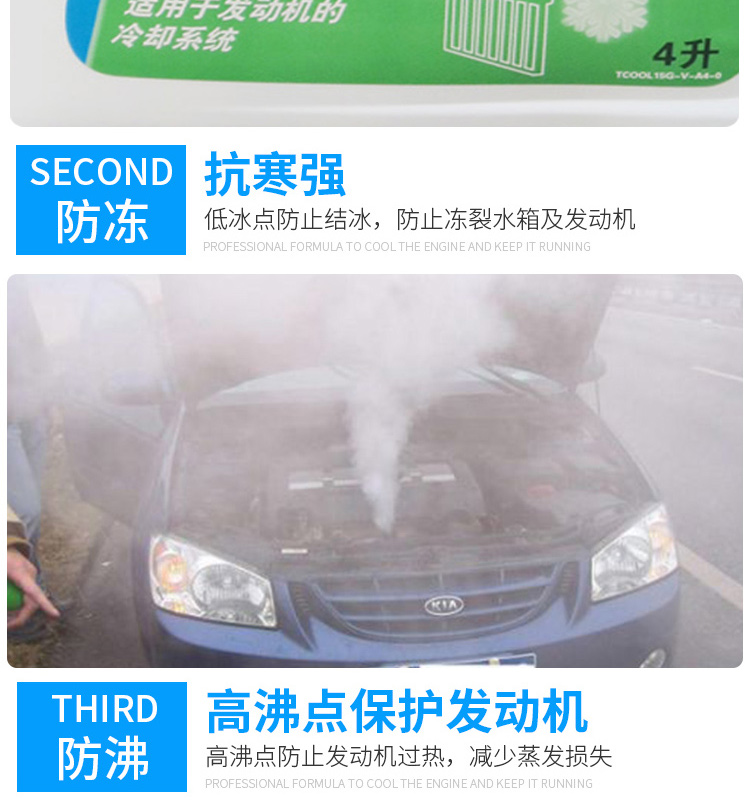 适用于发动机的
冷却系统
4升
TCOOL15G-V-A4-0
SECOND
防冻
抗寒强
低冰点防止结冰，防止冻裂水箱及发动机
PROFESSIONAL FORMULA TO COOL THE ENGINE AND KEEP IT RUNNING
KIA
THIRD
防沸
高沸点保护发动机
高沸点防止发动机过热，减少蒸发损失
PROFESSIONAL FORMULA TO COOL THE ENGINE AND KEEP IT RUNNING